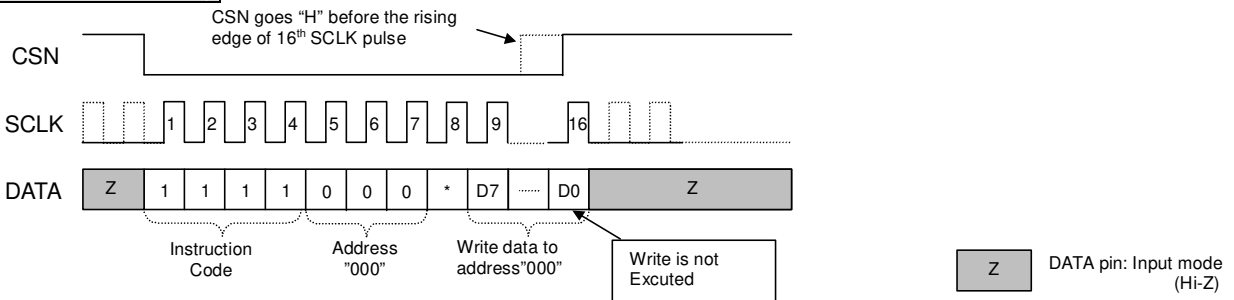 CSN goes “H” before the rising
edge of 16th SCLK pulse
CSN
SCLK 1 2 3 4 5 6 7 8 9 16
DATA Z 1 1 1 1 0 0 0 * D7 ······ D0 Z
Instruction
Code
Address
”000”
Write data to
address”000”
Write is not
Excuted
Z DATA pin: Input mode
(Hi-Z)